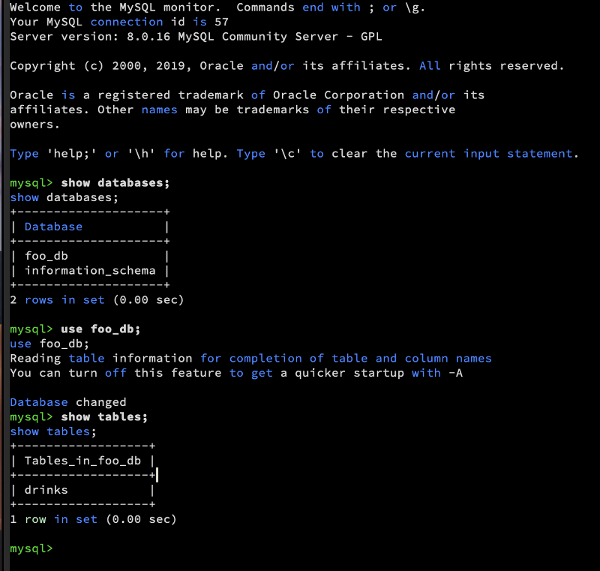 Welcome to the MySQL monitor.  Commands end with ; or \g.
Your MySQL connection id is 57
Server version: 8.0.16 MySQL Community Server - GPL

Copyright (c) 2000, 2019, Oracle and/or its affiliates. All rights reserved.

Oracle is a registered trademark of Oracle Corporation and/or its
affiliates. Other names may be trademarks of their respective
owners.

Type 'help;' or '\h' for help. Type '\c' to clear the current input statement.

mysql> show databases;
show databases;
+--------------------+
| Database           |
+--------------------+
| foo_db             |
| information_schema |
+--------------------+
2 rows in set (0.00 sec)

mysql> use foo_db;
use foo_db;
Reading table information for completion of table and column names
You can turn off this feature to get a quicker startup with -A

Database changed
mysql> show tables;
show tables;
+------------------+
| Tables_in_foo_db |
+------------------+
| drinks           |
+------------------+
1 row in set (0.00 sec)

mysql>